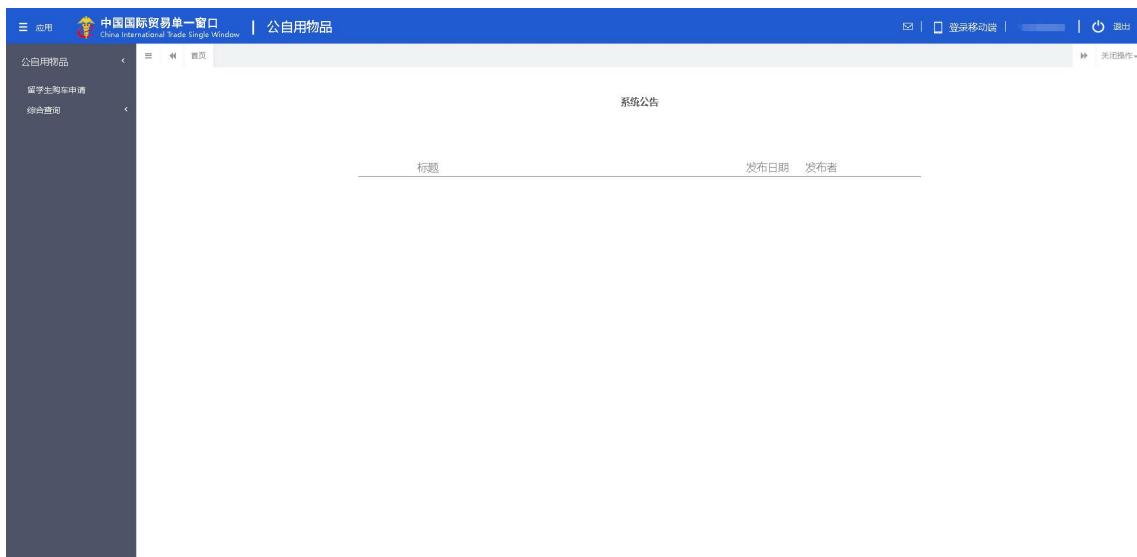 应用
中国国际贸易单一窗口
China International Trade Single Window
公自用物品
登录移动端
退出
公自用物品
首页
关闭操作
留学生购车申请
综合查询
系统公告
标题 发布日期 发布者